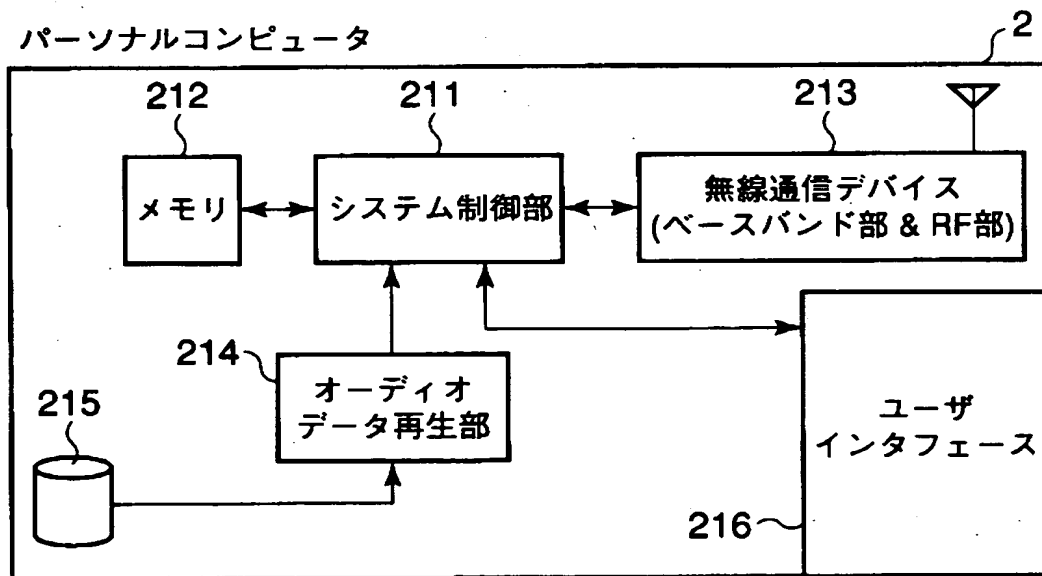 パーソナルコンピュータ
2
212
211
213
メモリ
システム制御部
無線通信デバイス
(ベースバンド部 & RF部)
214
オーディオ
データ再生部
215
ユーザ
インタフェース
216